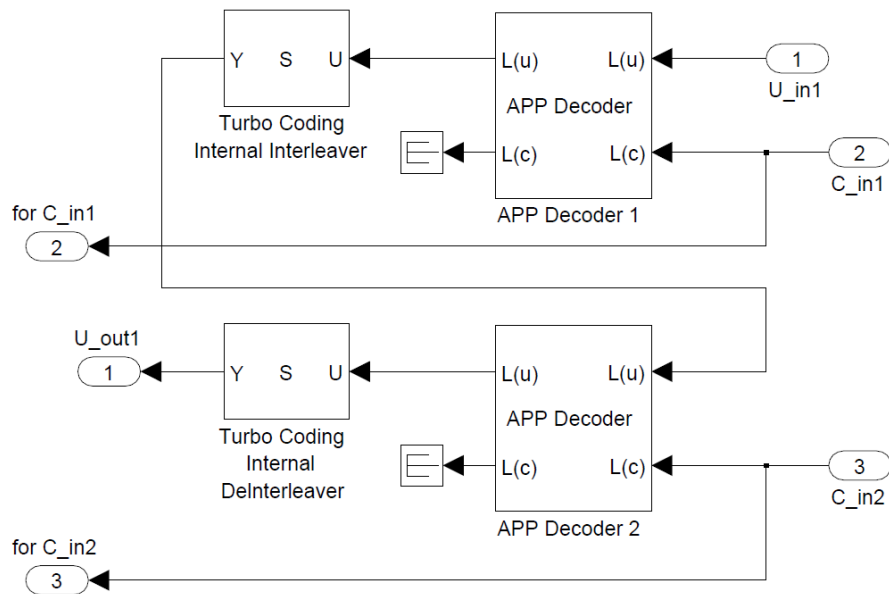 Y S U
Turbo Coding
Internal Interleaver
L(u) L(u)
APP Decoder
L(c) L(c)
APP Decoder 1
1
U_in1
2
C_in1
for C_in1
2
U_out1
1
Y S U
Turbo Coding
Internal
DeInterleaver
L(u) L(u)
APP Decoder
L(c) L(c)
APP Decoder 2
3
C_in2
for C_in2
3